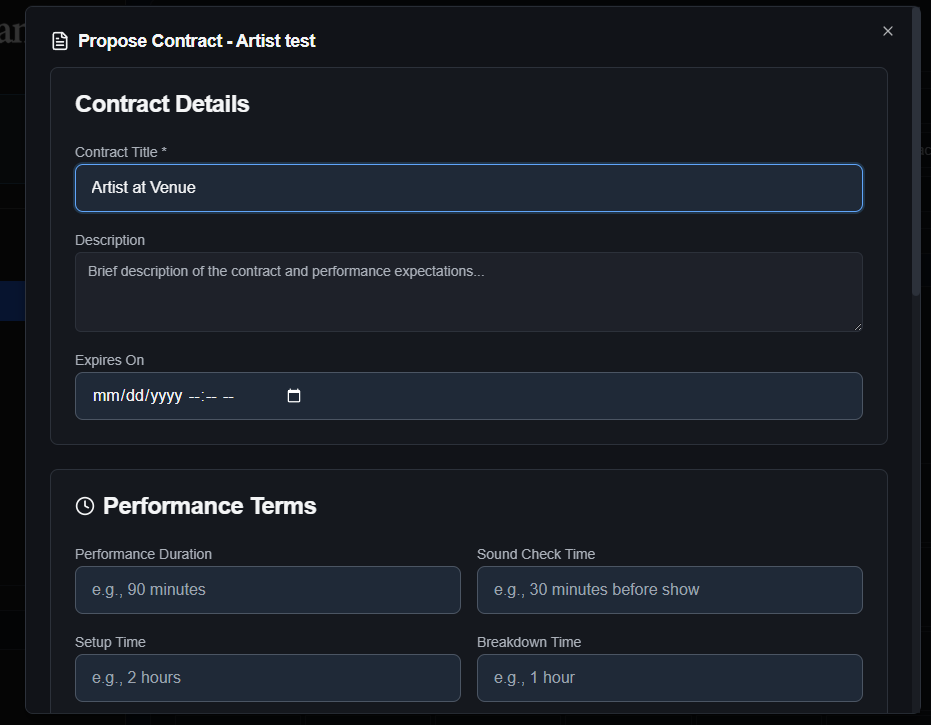 Propose Contract - Artist test
Contract Details
Contract Title *
Artist at Venue
Description
Brief description of the contract and performance expectations...
Expires On
mm/dd/yyyy --:-- --
Performance Terms
Performance Duration
Sound Check Time
e.g., 90 minutes
e.g., 30 minutes before show
Setup Time
Breakdown Time
e.g., 2 hours
e.g., 1 hour